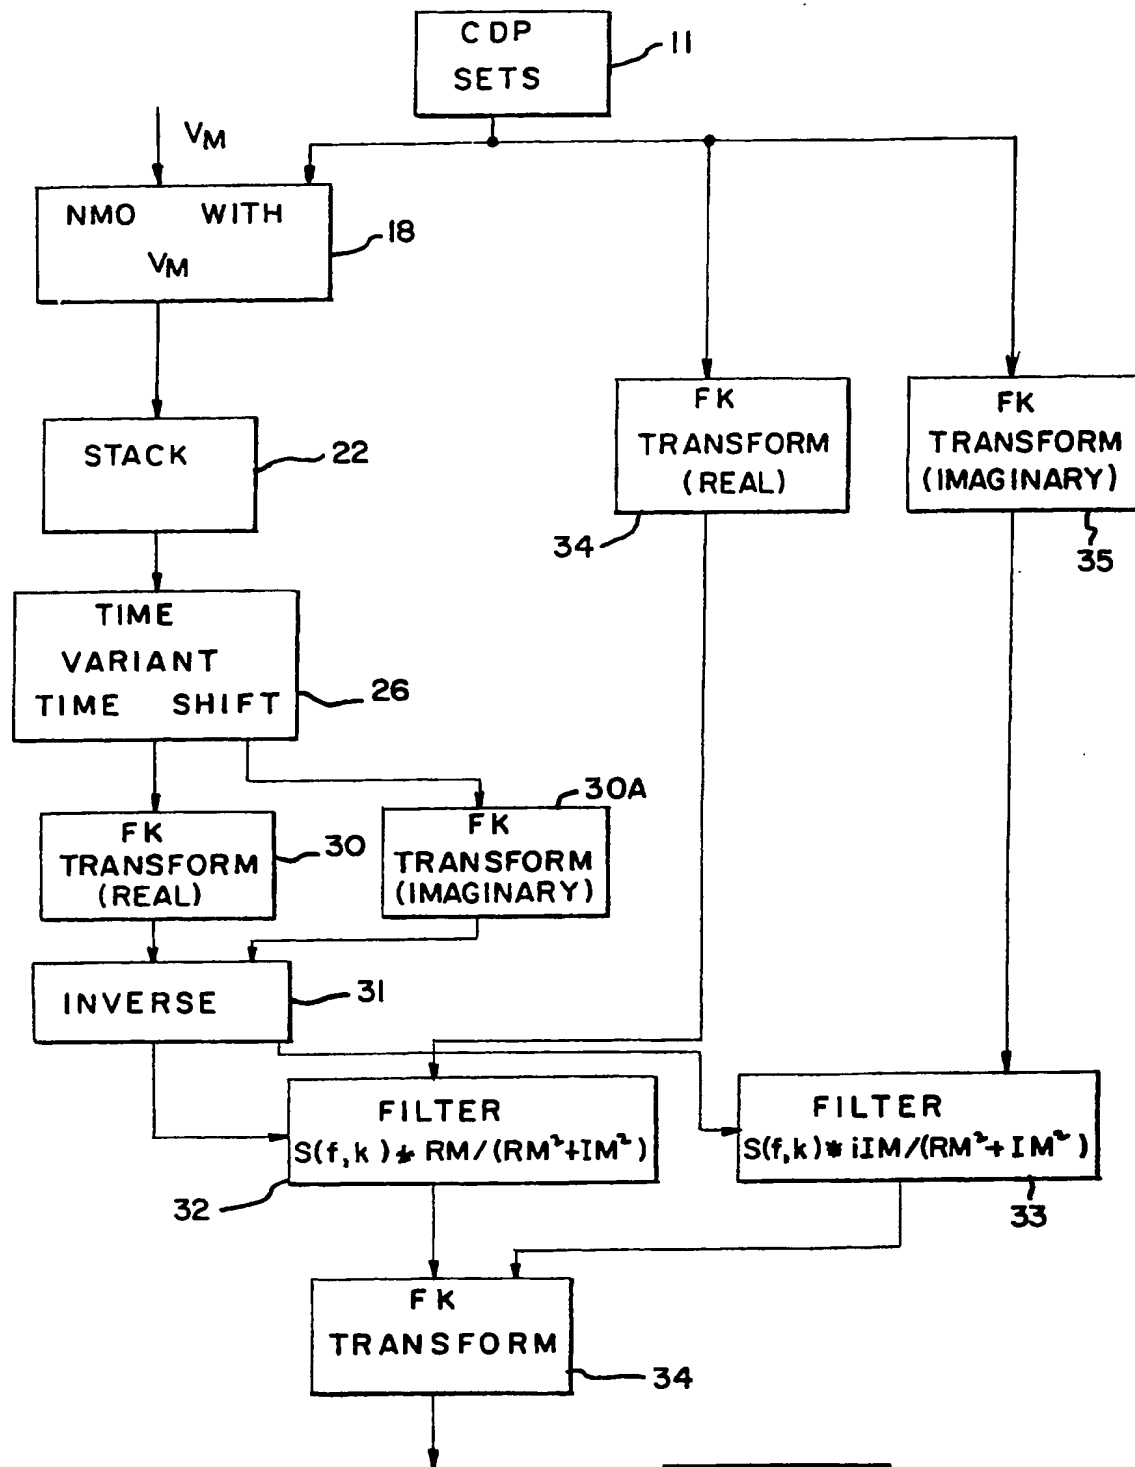 CDP
SETS
11
VM
NMO WITH
VM
18
STACK
22
FK
TRANSFORM
(REAL)
34
FK
TRANSFORM
(IMAGINARY)
35
TIME
VARIANT
TIME SHIFT
26
FK
TRANSFORM
(REAL)
30
30A
FK
TRANSFORM
(IMAGINARY)
INVERSE
31
FILTER
S(f,k)* RM/(RM²+IM²)
32
FILTER
S(f,k)* iIM/(RM²+IM²)
33
FK
TRANSFORM
34